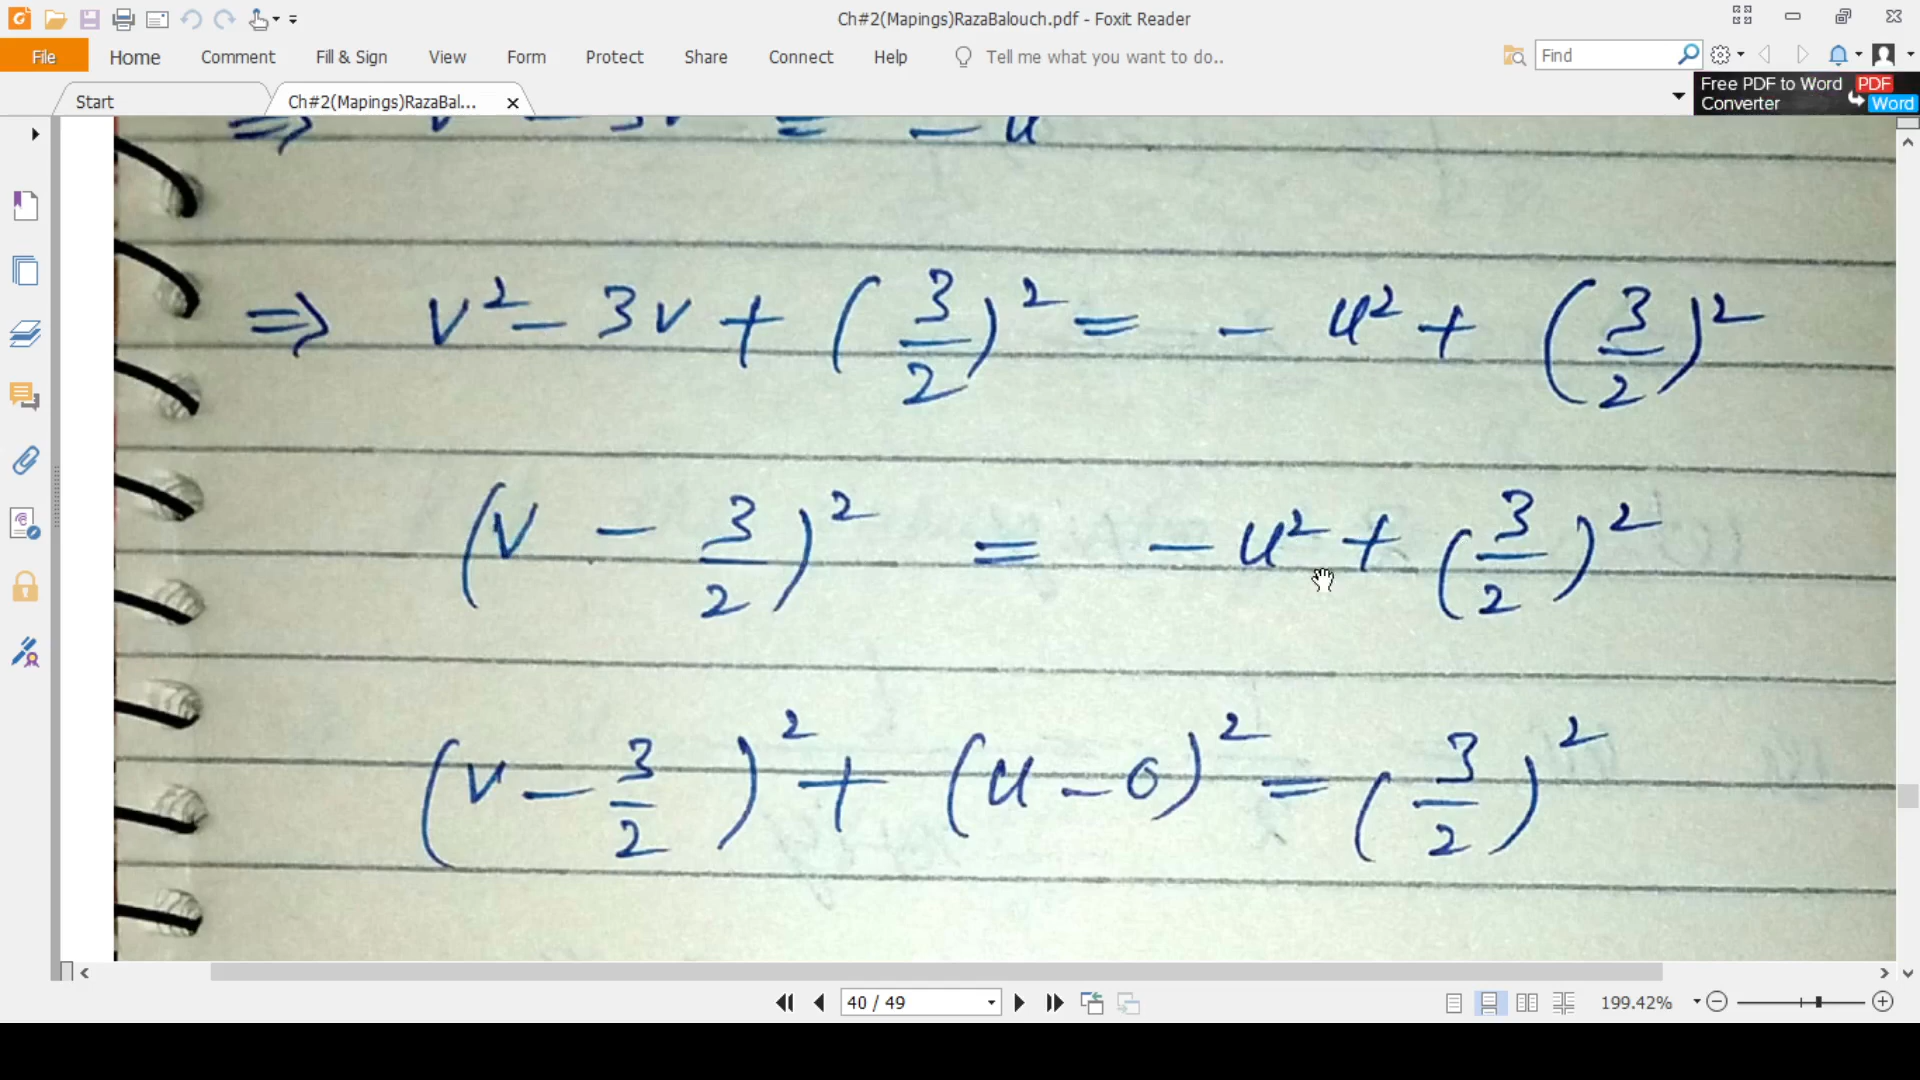 Ch#2(Mapings)RazaBalouch.pdf - Foxit Reader
File Home Comment Fill & Sign View Form Protect Share Connect Help Tell me what you want to do.. Find
Start Ch#2(Mapings)RazaBal...
Free PDF to Word Converter PDF Word
⇒ v² - 3v = - u²
⇒ v² - 3v + (3/2)² = - u² + (3/2)²
(v - 3/2)² = - u² + (3/2)²
(v - 3/2)² + (u - 0)² = (3/2)²
40 / 49
199.42%